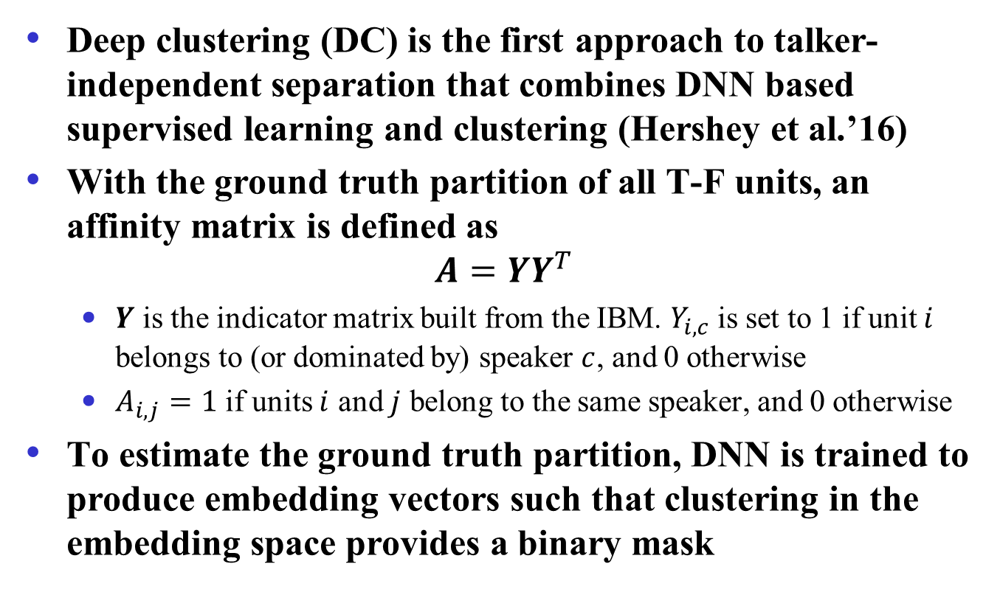 • Deep clustering (DC) is the first approach to talker-
independent separation that combines DNN based
supervised learning and clustering (Hershey et al.’16)
• With the ground truth partition of all T-F units, an
affinity matrix is defined as
𝑨 = 𝒀𝒀ᵀ
• 𝒀 is the indicator matrix built from the IBM. 𝑌_{𝑖,𝑐} is set to 1 if unit 𝑖
belongs to (or dominated by) speaker 𝑐, and 0 otherwise
• 𝐴_{𝑖,𝑗} = 1 if units 𝑖 and 𝑗 belong to the same speaker, and 0 otherwise
• To estimate the ground truth partition, DNN is trained to
produce embedding vectors such that clustering in the
embedding space provides a binary mask